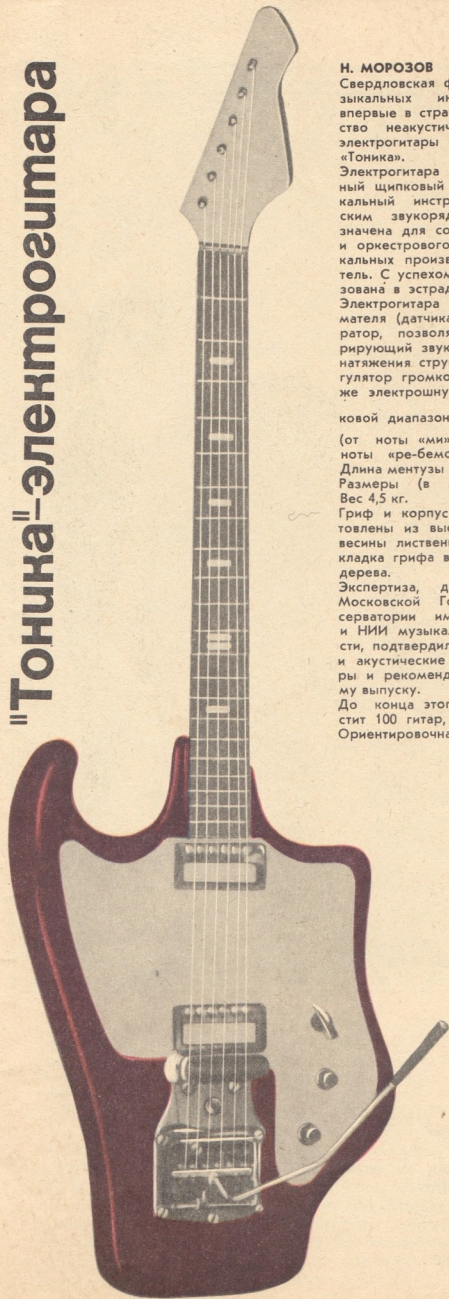 "Тоника"-электрогитара
Н. МОРОЗОВ
Свердловская ф
зыкальных ин
впервые в стра
ство неакустич
электрогитары
«Тоника».
Электрогитара
ный щипковый
кальный инстр
ским звукоряд
значена для со
и оркестрового
кальных произв
тель. С успехом
зована в эстрад
Электрогитара
мателя (датчика
ратор, позволя
рирующий звук
натяжения стру
гулятор громко
же электрошну
ковой диапазон
(от ноты «ми»
ноты «ре-бемо
Длина мензузы
Размеры (в
Вес 4,5 кг.
Гриф и корпус
товлены из выс
весины листвен
кладка грифа в
дерева.
Экспертиза, д
Московской Го
серватории им
и НИИ музыка
сти, подтвердил
и акустические
ры и рекоменд
му выпуску.
До конца этог
стит 100 гитар,
Ориентировочна